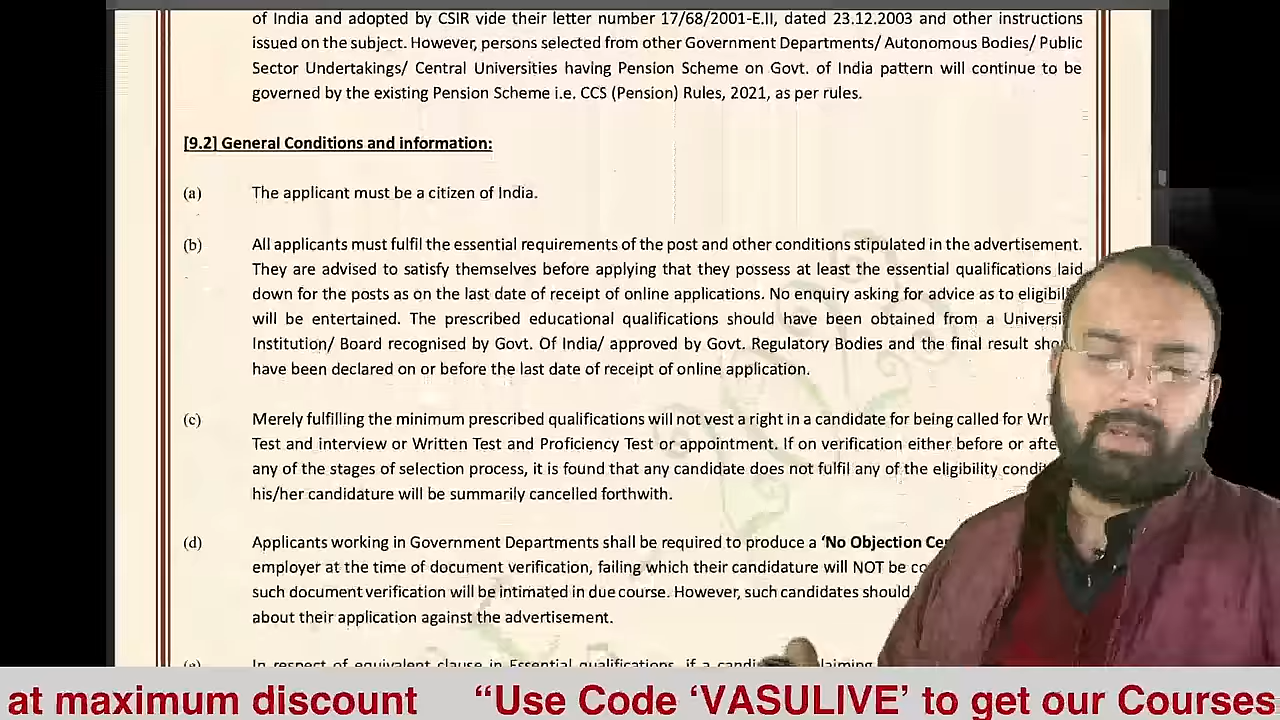 of India and adopted by CSIR vide their letter number 17/68/2001-E.II, dated 23.12.2003 and other instructions
issued on the subject. However, persons selected from other Government Departments/ Autonomous Bodies/ Public
Sector Undertakings/ Central Universities having Pension Scheme on Govt. of India pattern will continue to be
governed by the existing Pension Scheme i.e. CCS (Pension) Rules, 2021, as per rules.
[9.2] General Conditions and information:
(a) The applicant must be a citizen of India.
(b) All applicants must fulfil the essential requirements of the post and other conditions stipulated in the advertisement.
They are advised to satisfy themselves before applying that they possess at least the essential qualifications laid
down for the posts as on the last date of receipt of online applications. No enquiry asking for advice as to
will be entertained. The prescribed educational qualifications should have been obtained from a
Institution/ Board recognised by Govt. Of India/ approved by Govt. Regulatory Bodies and the final result
have been declared on or before the last date of receipt of online application.
(c) Merely fulfilling the minimum prescribed qualifications will not vest a right in a candidate for being called for
Test and interview or Written Test and Proficiency Test or appointment. If on verification either before or
any of the stages of selection process, it is found that any candidate does not fulfil any of the eligibility
his/her candidature will be summarily cancelled forthwith.
(d) Applicants working in Government Departments shall be required to produce a 'No Objection
employer at the time of document verification, failing which their candidature will NOT be
such document verification will be intimated in due course. However, such candidates should
about their application against the advertisement.
In respect of equivalent clause in Essential qualifications, if a
at maximum discount “Use Code ‘VASULIVE’ to get our Courses